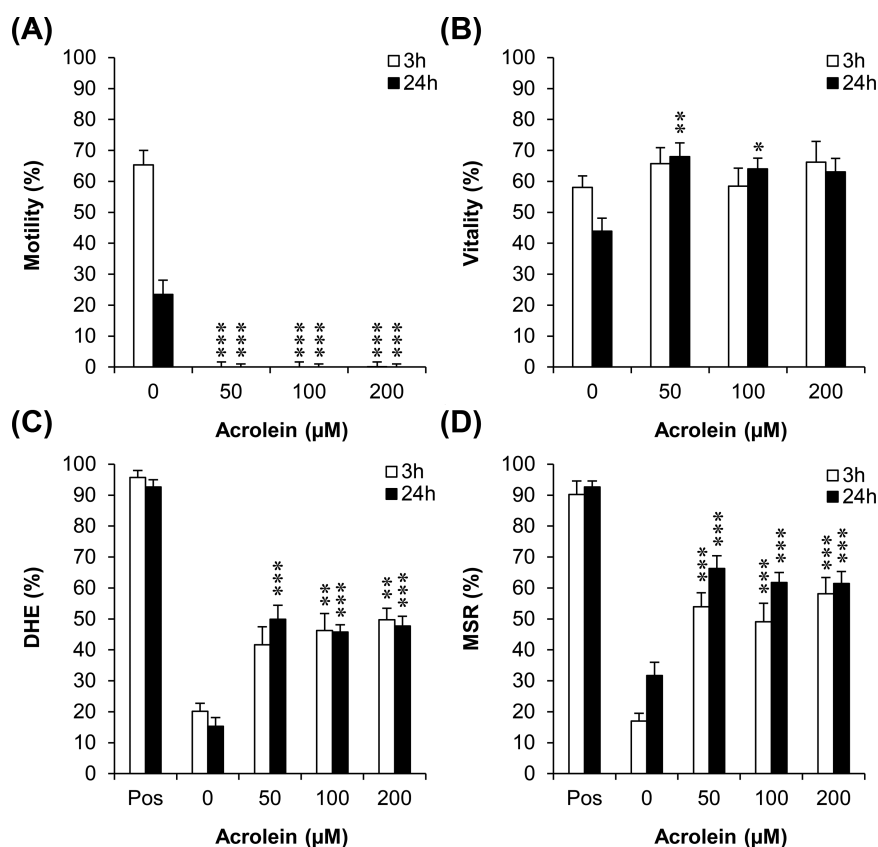 (A)
Motility (%)
100
90
80
70
60
50
40
30
20
10
0
3h
24h
*** *** *** *** *** ***
0 50 100 200
Acrolein (µM)
(B)
Vitality (%)
100
90
80
70
60
50
40
30
20
10
0
3h
24h
** *
0 50 100 200
Acrolein (µM)
(C)
DHE (%)
100
90
80
70
60
50
40
30
20
10
0
3h
24h
*** ** *** ** ***
Pos 0 50 100 200
Acrolein (µM)
(D)
MSR (%)
100
90
80
70
60
50
40
30
20
10
0
3h
24h
*** *** *** *** *** ***
Pos 0 50 100 200
Acrolein (µM)